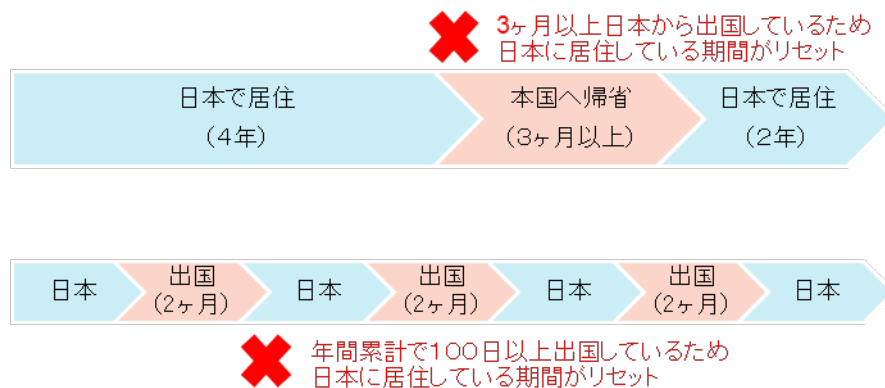 3ヶ月以上日本から出国しているため
日本に居住している期間がリセット
日本で居住
(4年)
本国へ帰省
(3ヶ月以上)
日本で居住
(2年)
日本
出国
(2ヶ月)
日本
出国
(2ヶ月)
日本
出国
(2ヶ月)
日本
年間累計で100日以上出国しているため
日本に居住している期間がリセット